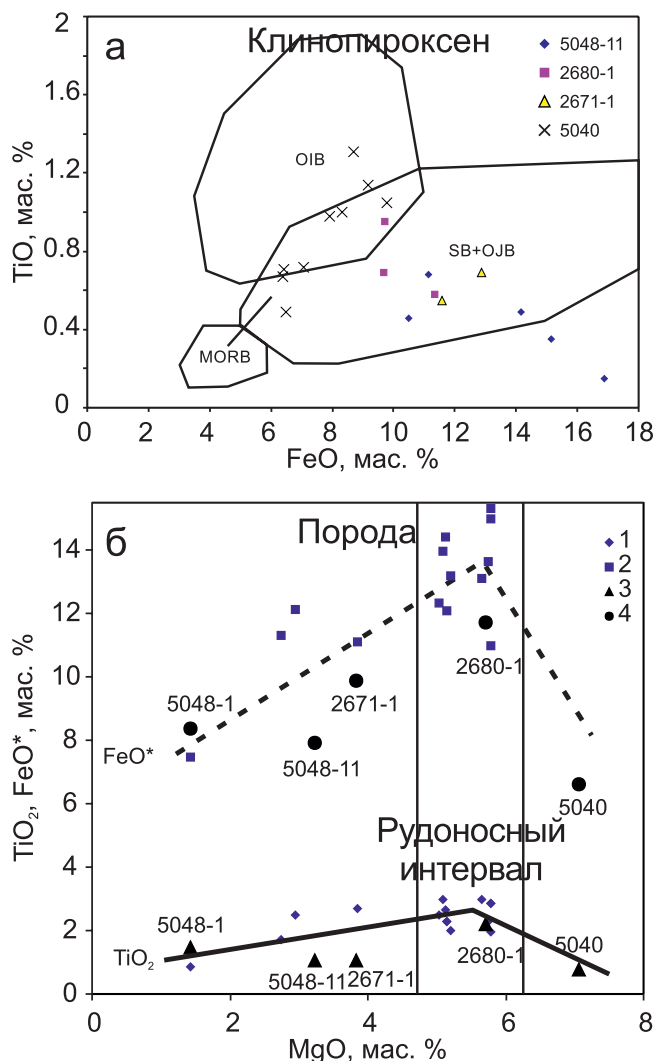 а
Клинопироксен
5048-11
2680-1
2671-1
5040
TiO, мас. %
2
1.6
1.2
0.8
0.4
0
OIB
SB+OJB
MORB
0 2 4 6 8 10 12 14 16 18
FeO, мас. %
б
Порода
1
2
3
4
TiO₂, FeO*, мас. %
14
12
10
8
6
4
2
0
5048-1
2671-1
2680-1
FeO*
5048-11
5040
Рудоносный
интервал
5048-1
5040
TiO₂
5048-11
2671-1
2680-1
0 2 4 6 8
MgO, мас. %